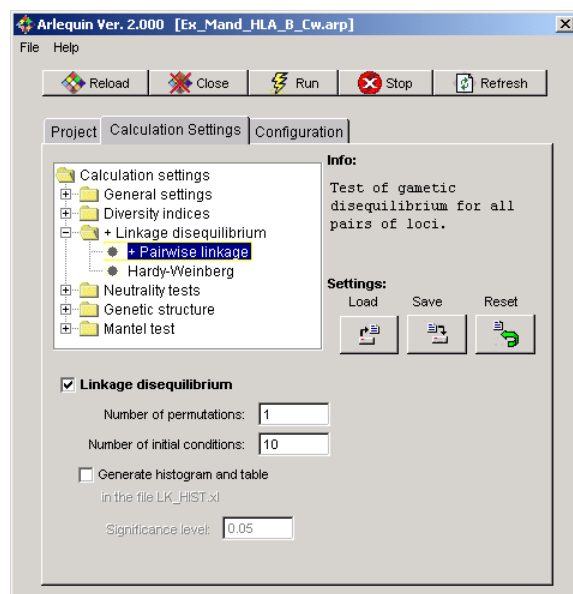 Arlequin Ver. 2.000 [Ex_Mand_HLA_B_Cw.arp]
File Help
Reload Close Run Stop Refresh
Project Calculation Settings Configuration
Calculation settings
General settings
Diversity indices
+ Linkage disequilibrium
+ Pairwise linkage
Hardy-Weinberg
Neutrality tests
Genetic structure
Mantel test
Info:
Test of gametic
disequilibrium for all
pairs of loci.
Settings:
Load Save Reset
Linkage disequilibrium
Number of permutations: 1
Number of initial conditions: 10
Generate histogram and table
in the file LK_HIST.xl
Significance level: 0.05